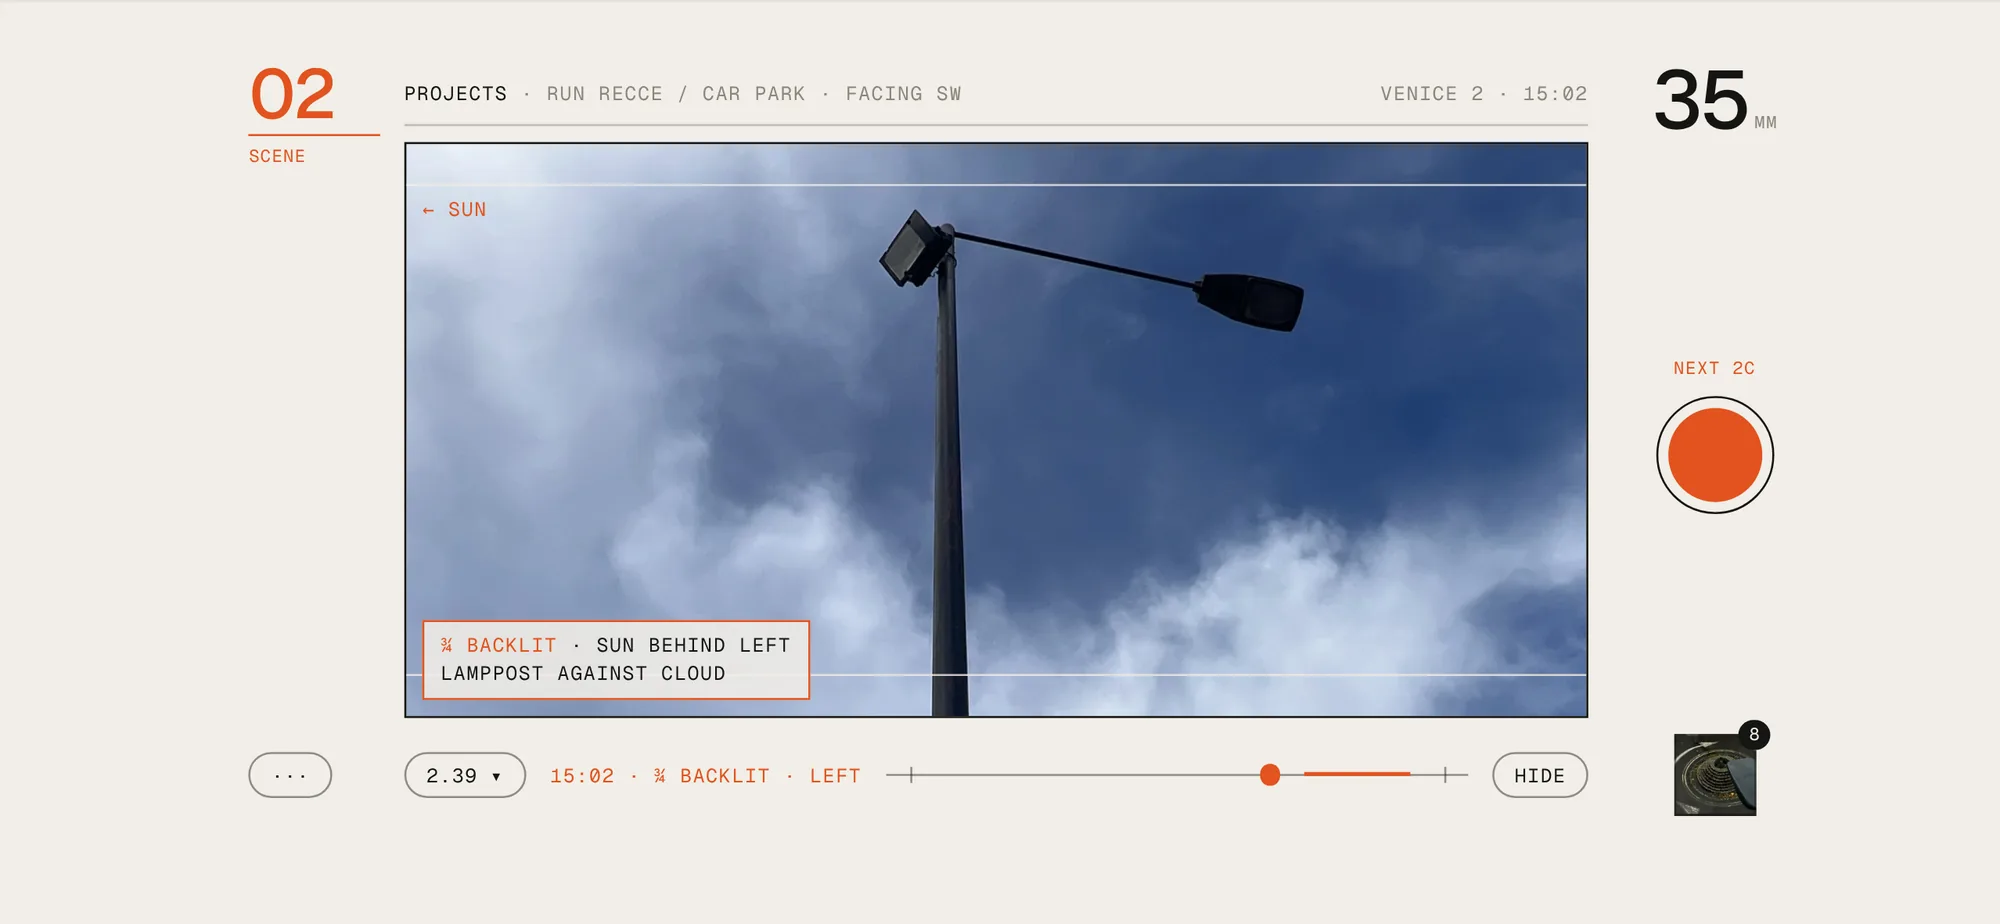 02
SCENE
PROJECTS · RUN RECCE / CAR PARK · FACING SW
VENICE 2 · 15:02
35 MM
← SUN
NEXT 2C
¾ BACKLIT · SUN BEHIND LEFT
LAMPPOST AGAINST CLOUD
...
2.39 ▾
15:02 · ¾ BACKLIT · LEFT
HIDE
8